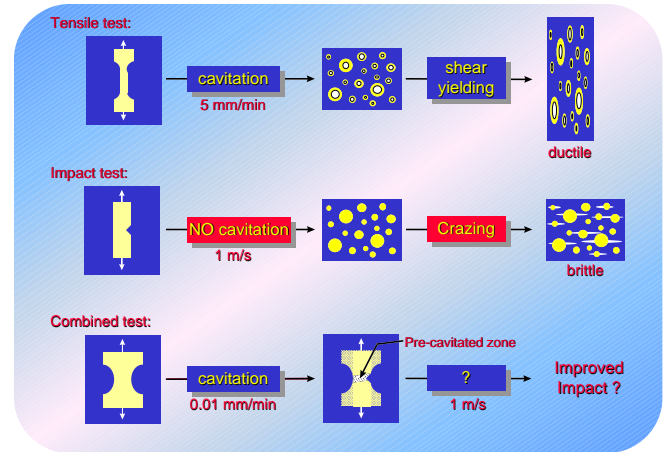 Tensile test:
cavitation
5 mm/min
shear
yielding
ductile
Impact test:
NO cavitation
1 m/s
Crazing
brittle
Combined test:
cavitation
0.01 mm/min
Pre-cavitated zone
?
1 m/s
Improved
Impact ?